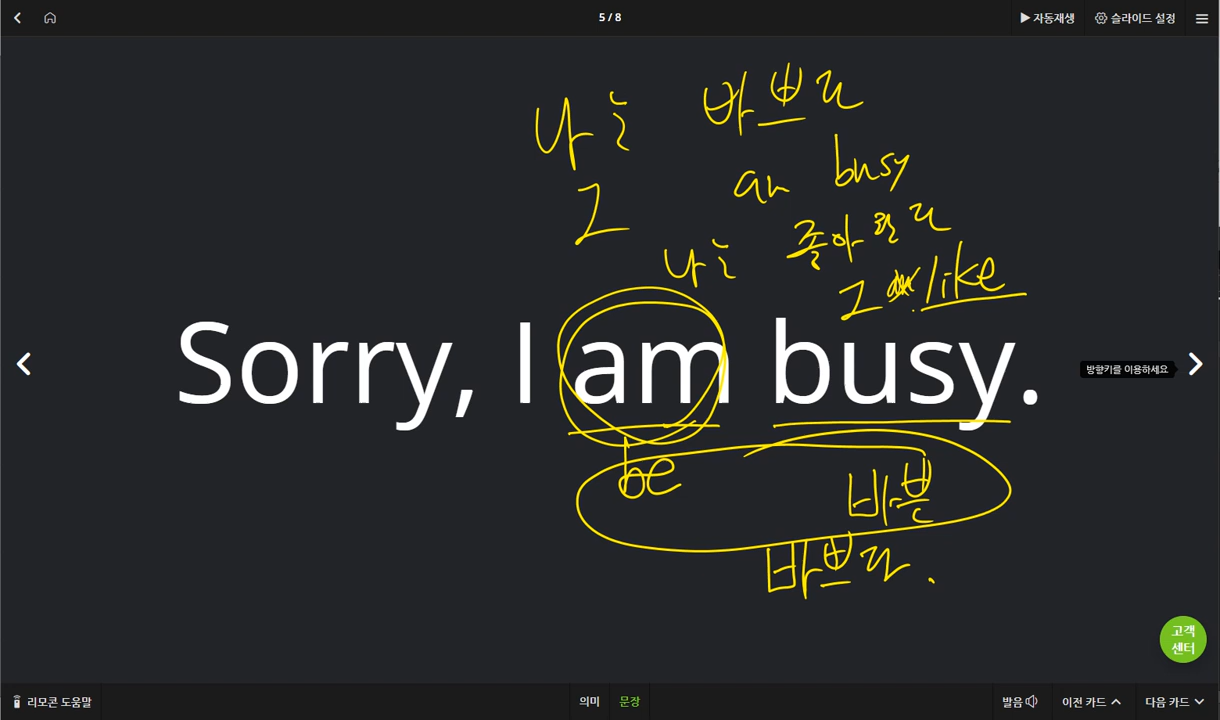 5 / 8
자동재생
슬라이드 설정
나는 바쁘다
I am busy
나는 좋아한다
I like
Sorry, I am busy.
방향키를 이용하세요
be 바쁜
바쁘다.
고객
센터
리모콘 도움말
의미
문장
발음
이전 카드
다음 카드